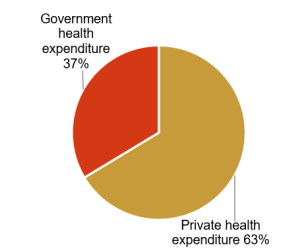 Government
health
expenditure
37%
Private health
expenditure 63%